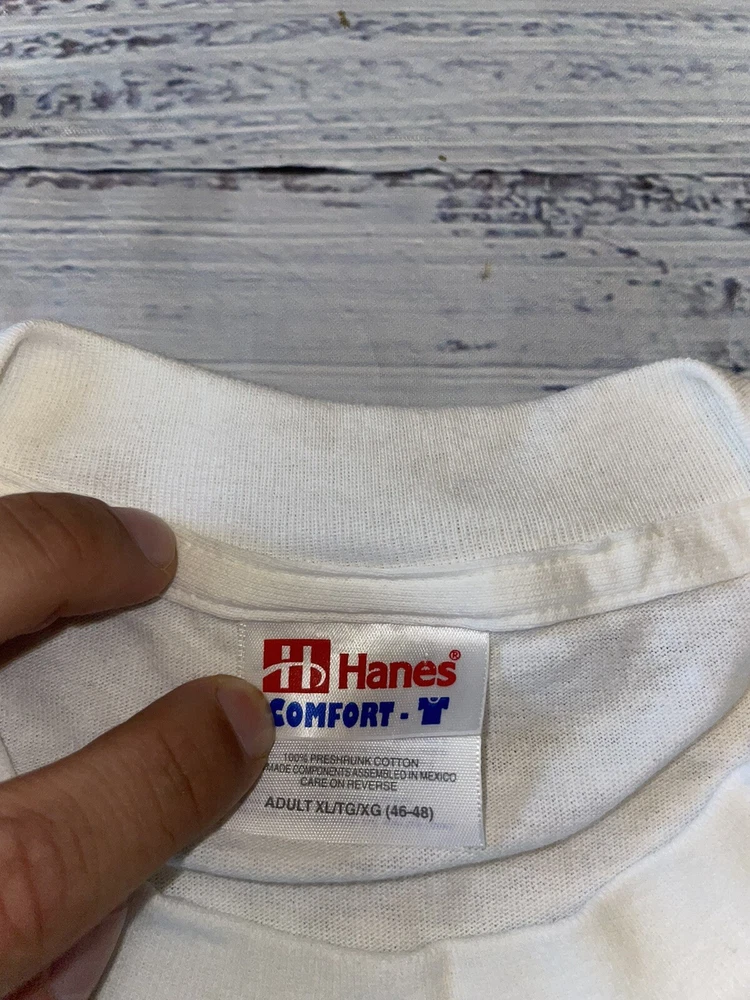 H Hanes®
COMFORT -
100% PRESHRUNK COTTON
MADE COMPONENTS ASSEMBLED IN MEXICO
CARE ON REVERSE
ADULT XL/TG/XG (46-48)